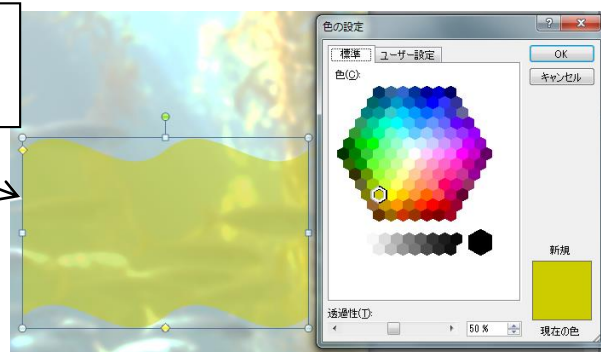 色の設定
標準 ユーザー設定
OK
キャンセル
色(C):
新規
透過性(T):
50 %
現在の色